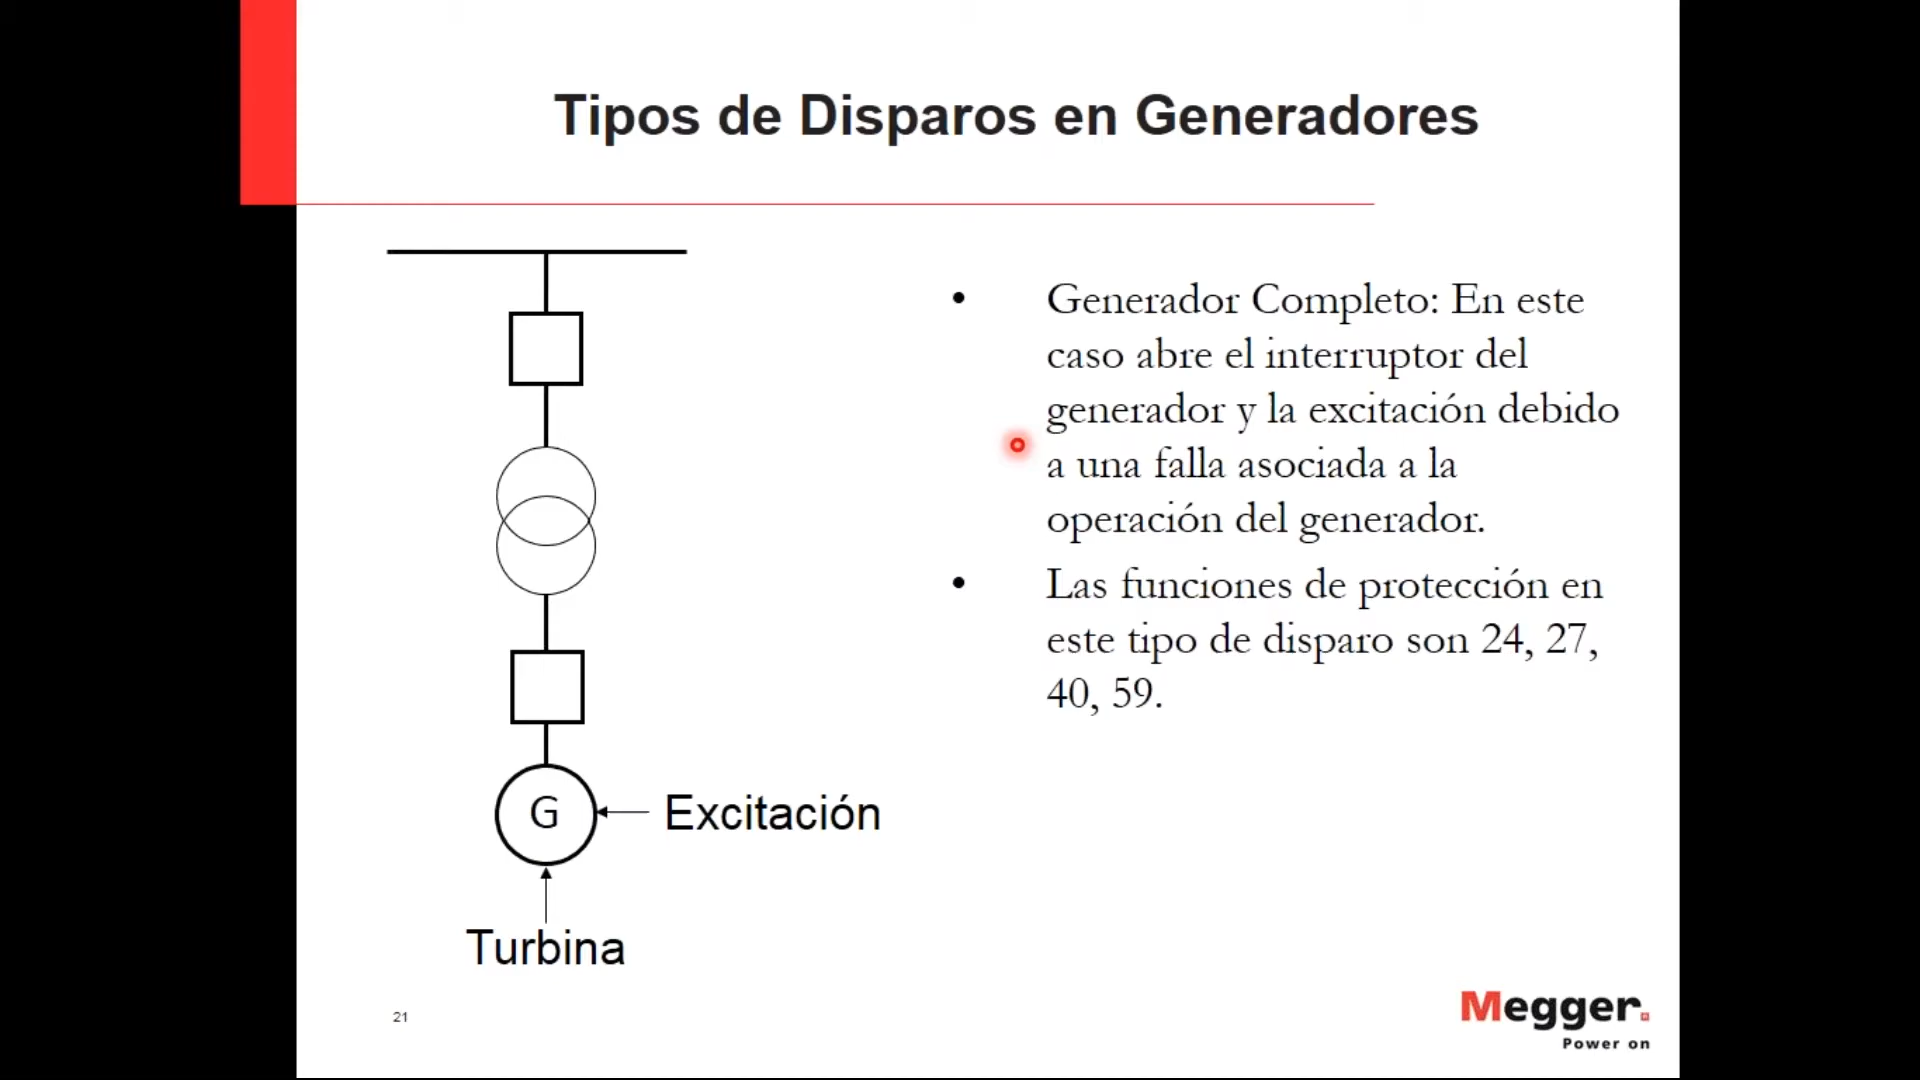 Tipos de Disparos en Generadores
• Generador Completo: En este
caso abre el interruptor del
generador y la excitación debido
a una falla asociada a la
operación del generador.
• Las funciones de protección en
este tipo de disparo son 24, 27,
40, 59.
G
Excitación
Turbina
21
Megger.
Power on